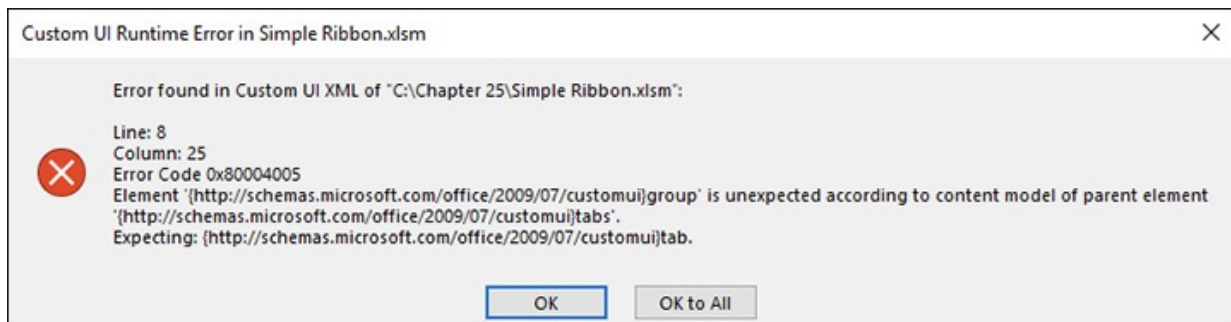 Custom UI Runtime Error in Simple Ribbon.xlsm
Error found in Custom UI XML of "C:\Chapter 25\Simple Ribbon.xlsm":
Line: 8
Column: 25
Error Code 0x80004005
Element '{http://schemas.microsoft.com/office/2009/07/customui}group' is unexpected according to content model of parent element
'{http://schemas.microsoft.com/office/2009/07/customui}tabs'.
Expecting: {http://schemas.microsoft.com/office/2009/07/customui}tab.
OK
OK to All